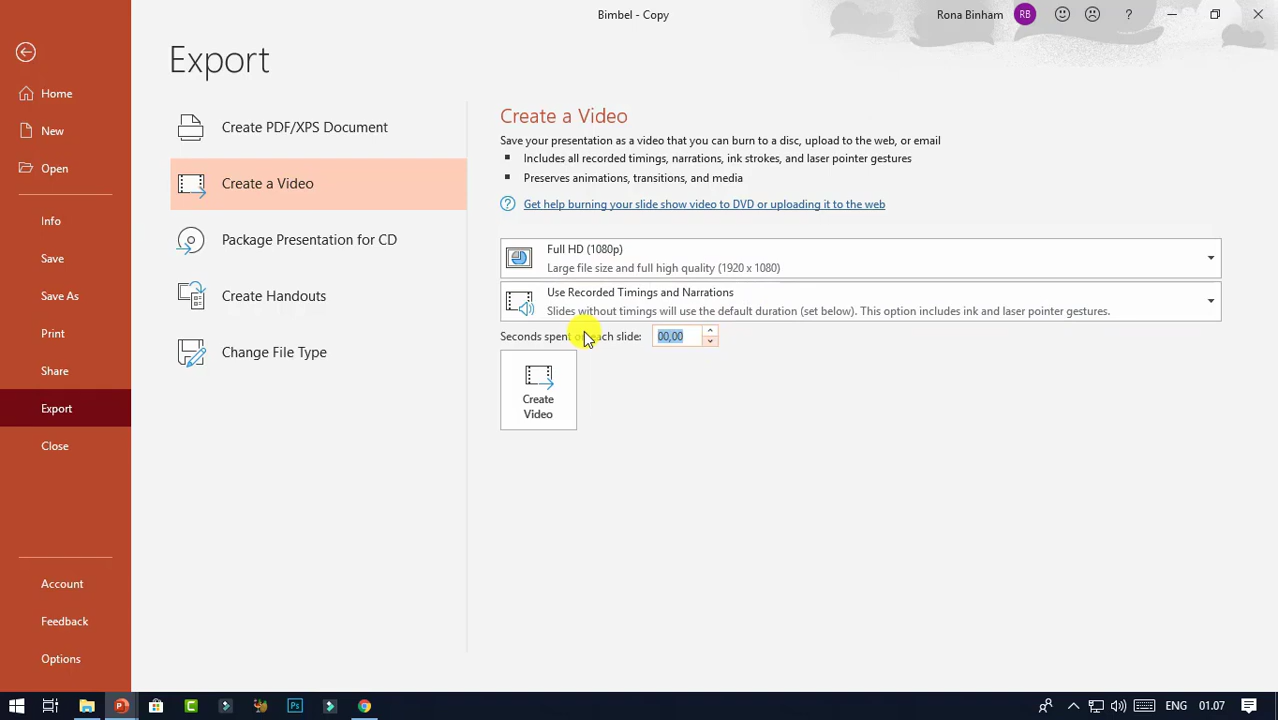 Bimbel - Copy
Rona Binham
RB
?
Export
Home
New
Open
Info
Save
Save As
Print
Share
Export
Close
Account
Feedback
Options
Create PDF/XPS Document
Create a Video
Package Presentation for CD
Create Handouts
Change File Type
Create a Video
Save your presentation as a video that you can burn to a disc, upload to the web, or email
Includes all recorded timings, narrations, ink strokes, and laser pointer gestures
Preserves animations, transitions, and media
? Get help burning your slide show video to DVD or uploading it to the web
Full HD (1080p)
Large file size and full high quality (1920 x 1080)
Use Recorded Timings and Narrations
Slides without timings will use the default duration (set below). This option includes ink and laser pointer gestures.
Seconds spent on each slide: 00,00
Create
Video
Ps
ENG
01.07